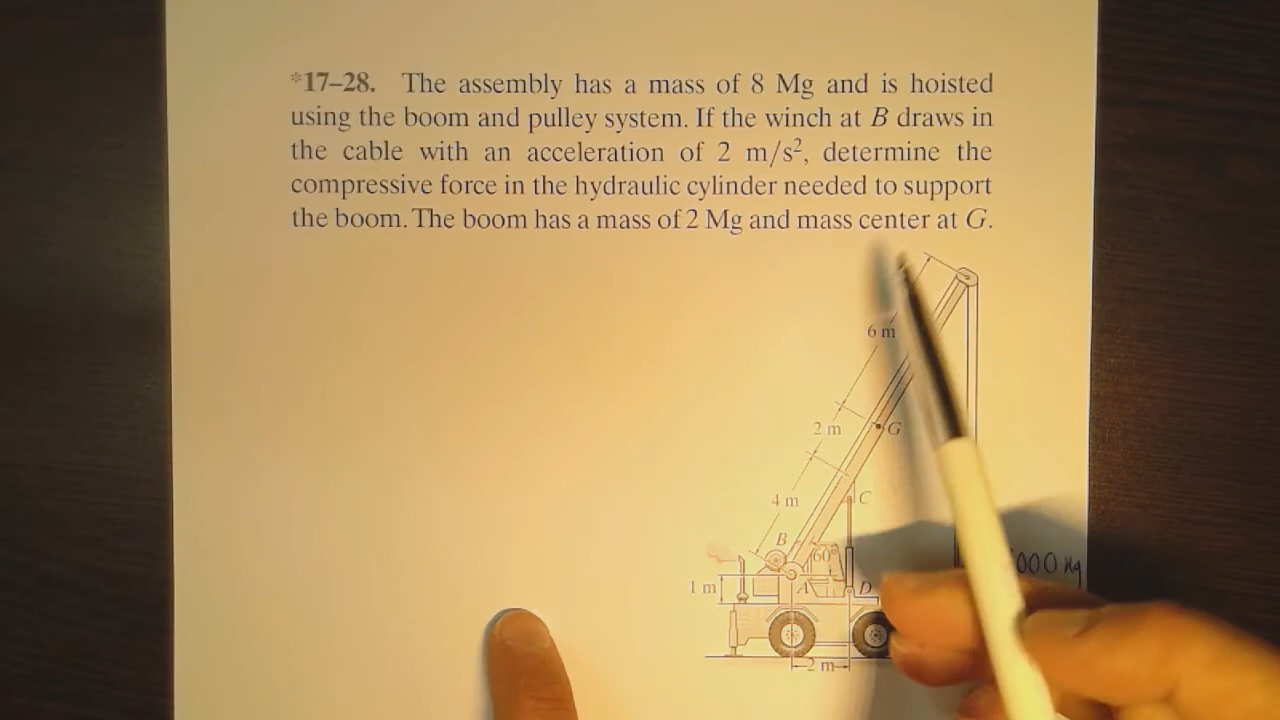 *17–28. The assembly has a mass of 8 Mg and is hoisted
using the boom and pulley system. If the winch at B draws in
the cable with an acceleration of 2 m/s², determine the
compressive force in the hydraulic cylinder needed to support
the boom. The boom has a mass of 2 Mg and mass center at G.
6 m
2 m
G
4 m
C
B
60°
1 m
A
D
2 m